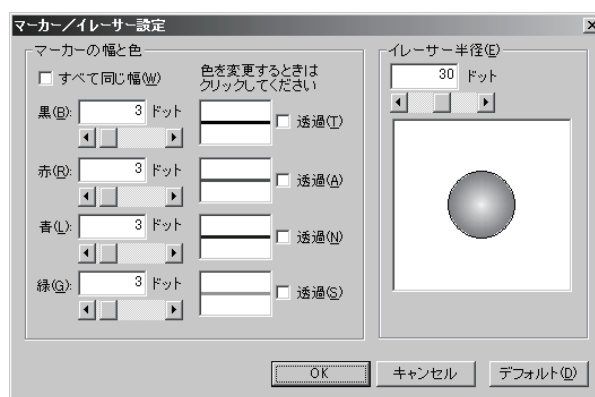 マーカー／イレーサー設定
マーカーの幅と色
すべて同じ幅(W)
色を変更するときは
クリックしてください
黒(B): 3 ドット 透過(T)
赤(R): 3 ドット 透過(A)
青(L): 3 ドット 透過(N)
緑(G): 3 ドット 透過(S)
イレーサー半径(E)
30 ドット
OK キャンセル デフォルト(D)